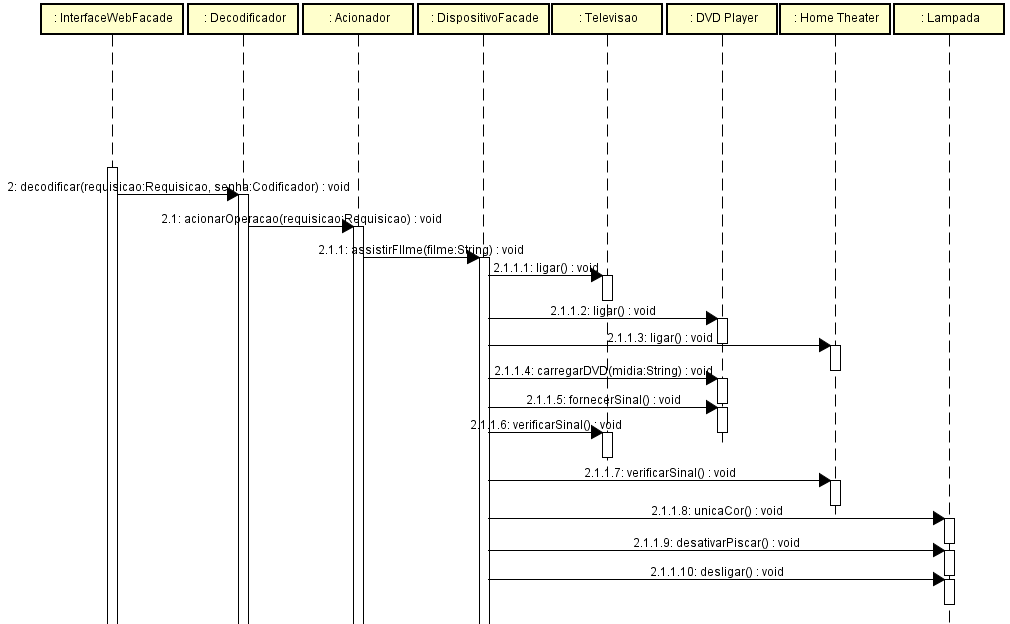 : InterfaceWebFacade
: Decodificador
: Acionador
: DispositivoFacade
: Televisao
: DVD Player
: Home Theater
: Lampada
2: decodificar(requisicao:Requisicao, senha:Codificador) : void
2.1: acionarOperacao(requisicao:Requisicao) : void
2.1.1: assistirFIlme(filme:String) : void
2.1.1.1: ligar() : void
2.1.1.2: ligar() : void
2.1.1.3: ligar() : void
2.1.1.4: carregarDVD(midia:String) : void
2.1.1.5: fornecerSinal() : void
2.1.1.6: verificarSinal() : void
2.1.1.7: verificarSinal() : void
2.1.1.8: unicaCor() : void
2.1.1.9: desativarPiscar() : void
2.1.1.10: desligar() : void